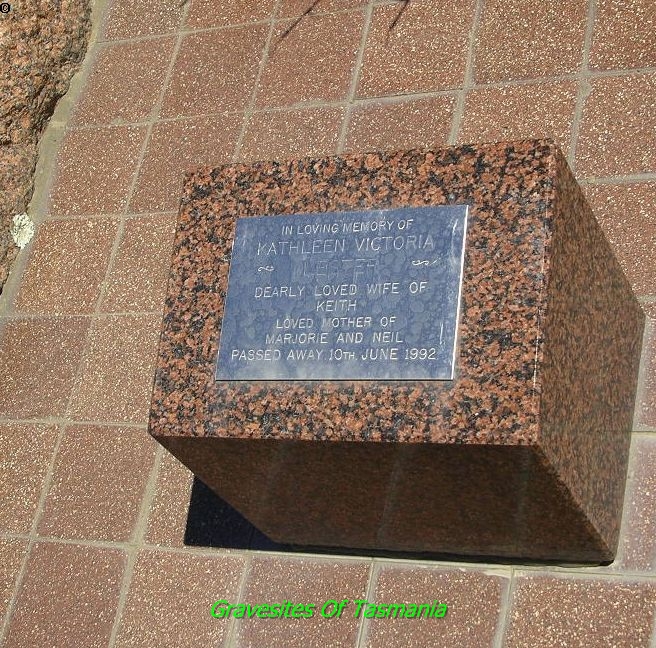 IN LOVING MEMORY OF
KATHLEEN VICTORIA
DEARLY LOVED WIFE OF
KEITH
LOVED MOTHER OF
MARJORIE AND NEIL
PASSED AWAY 10TH. JUNE 1992.
Gravesites Of Tasmania